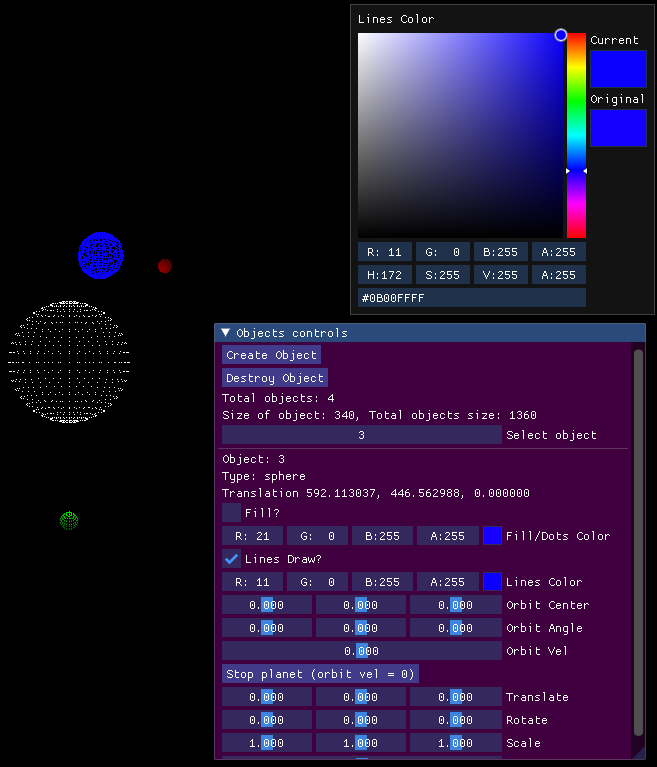 Lines Color
Current
Original
R: 11 G: 0 B:255 A:255
H:172 S:255 V:255 A:255
#0B00FFFF
▼ Objects controls
Create Object
Destroy Object
Total objects: 4
Size of object: 340, Total objects size: 1360
3 Select object
Object: 3
Type: sphere
Translation 592.113037, 446.562988, 0.000000
Fill?
R: 21 G: 0 B:255 A:255 Fill/Dots Color
Lines Draw?
R: 11 G: 0 B:255 A:255 Lines Color
0.000 0.000 0.000 Orbit Center
0.000 0.000 0.000 Orbit Angle
0.000 Orbit Vel
Stop planet (orbit vel = 0)
0.000 0.000 0.000 Translate
0.000 0.000 0.000 Rotate
1.000 1.000 1.000 Scale